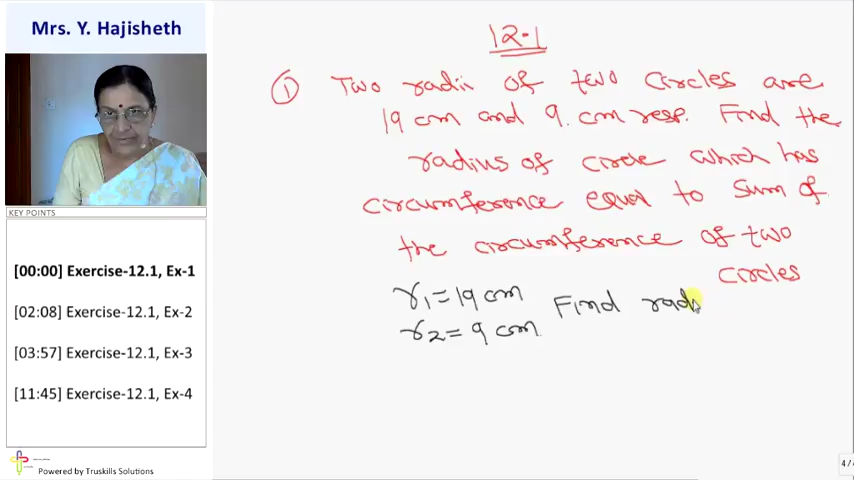 Mrs. Y. Hajisheth
KEY POINTS
[00:00] Exercise-12.1, Ex-1
[02:08] Exercise-12.1, Ex-2
[03:57] Exercise-12.1, Ex-3
[11:45] Exercise-12.1, Ex-4
Powered by Truskills Solutions
12.1
① Two radii of two circles are
19 cm and 9. cm resp. Find the
radius of circle which has
circumference equal to sum of
the circumference of two
circles
r1 = 19 cm Find radi
r2 = 9 cm
4/